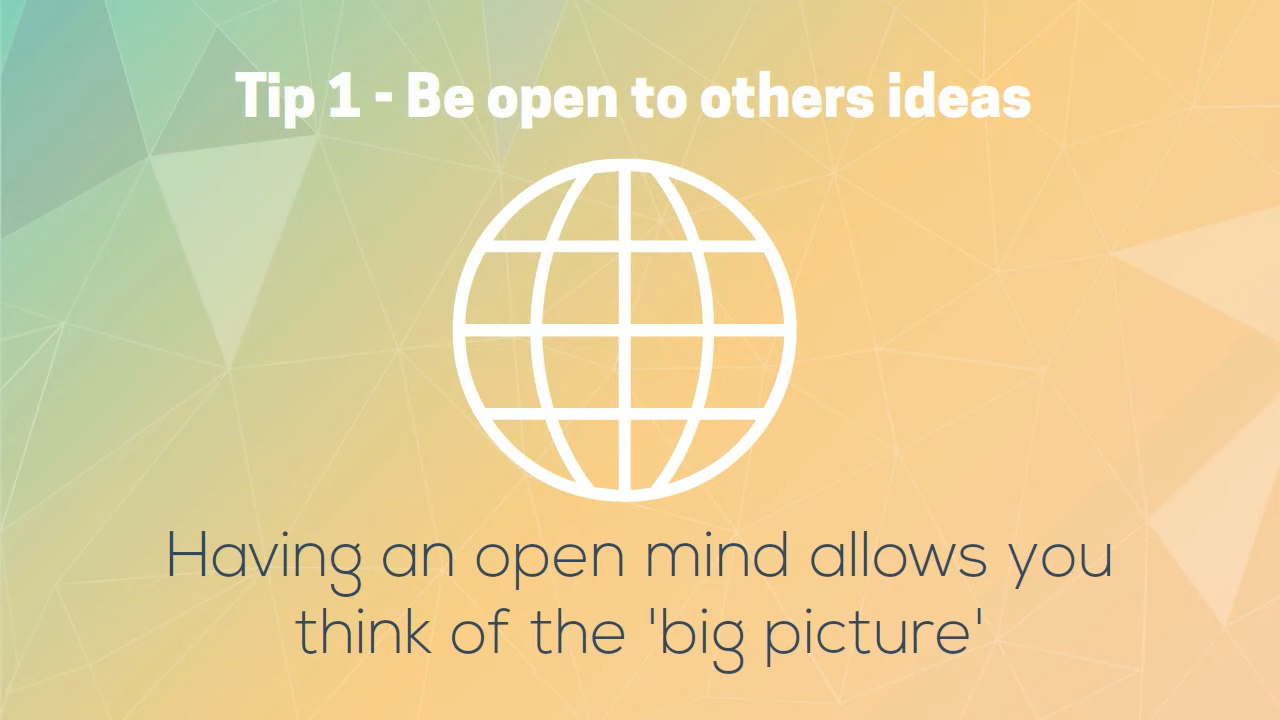 Tip 1 - Be open to others ideas
Having an open mind allows you
think of the 'big picture'